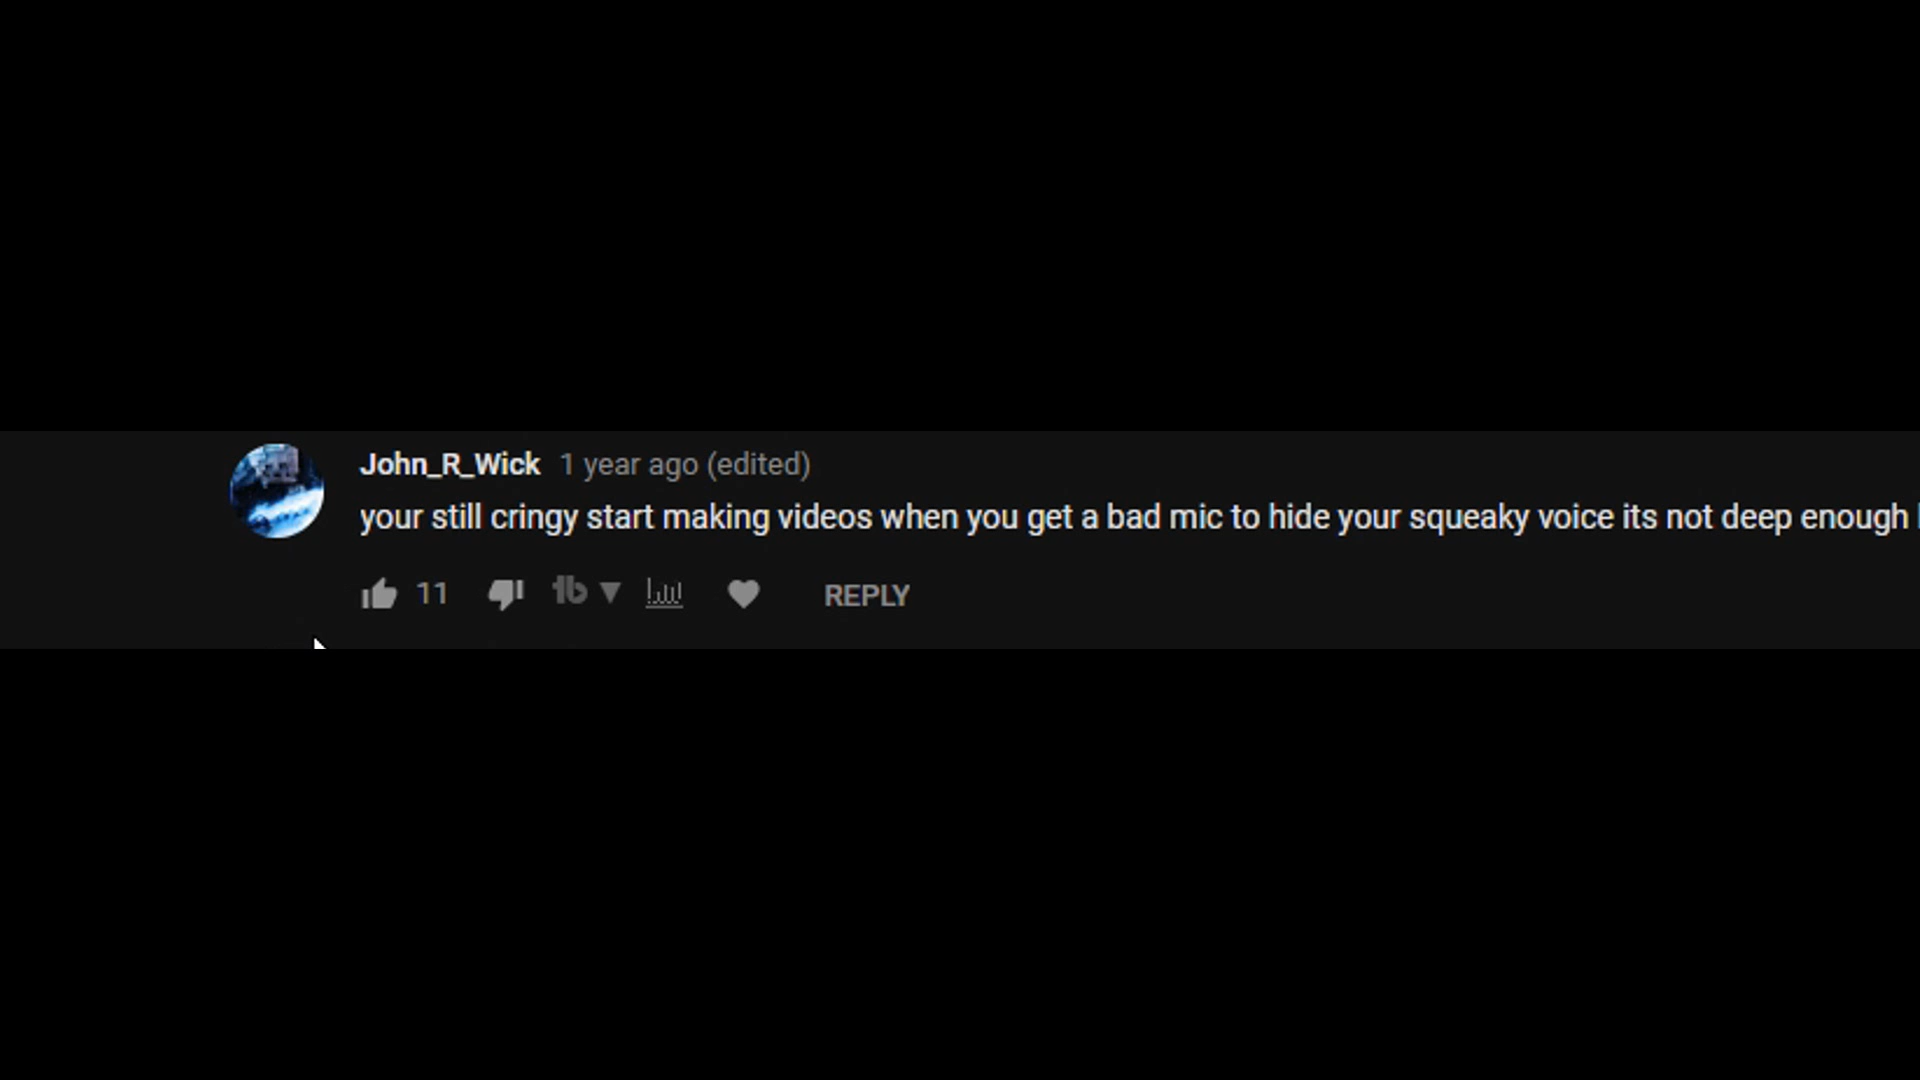 John_R_Wick 1 year ago (edited)
your still cringy start making videos when you get a bad mic to hide your squeaky voice its not deep enough
11 REPLY